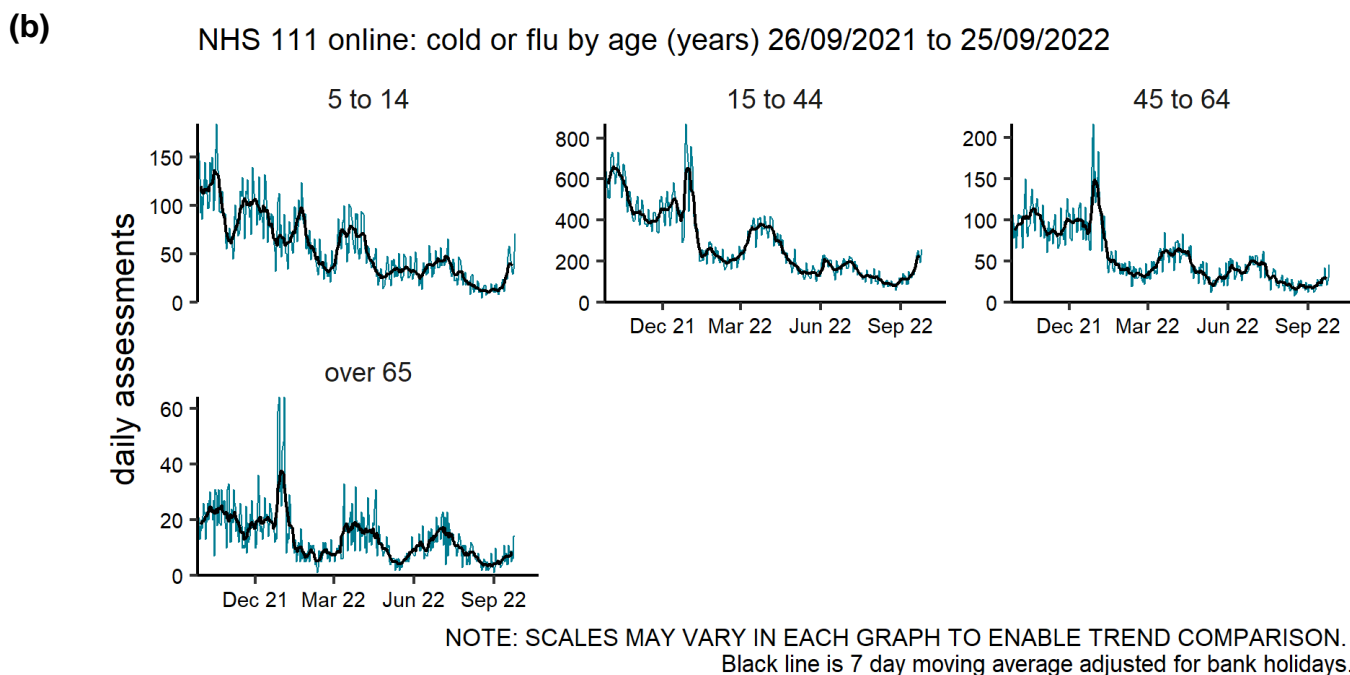 (b)
NHS 111 online: cold or flu by age (years) 26/09/2021 to 25/09/2022
daily assessments
5 to 14
150
100
50
0
15 to 44
800
600
400
200
0
Dec 21 Mar 22 Jun 22 Sep 22
45 to 64
200
150
100
50
0
Dec 21 Mar 22 Jun 22 Sep 22
over 65
60
40
20
0
Dec 21 Mar 22 Jun 22 Sep 22
NOTE: SCALES MAY VARY IN EACH GRAPH TO ENABLE TREND COMPARISON.
Black line is 7 day moving average adjusted for bank holidays.